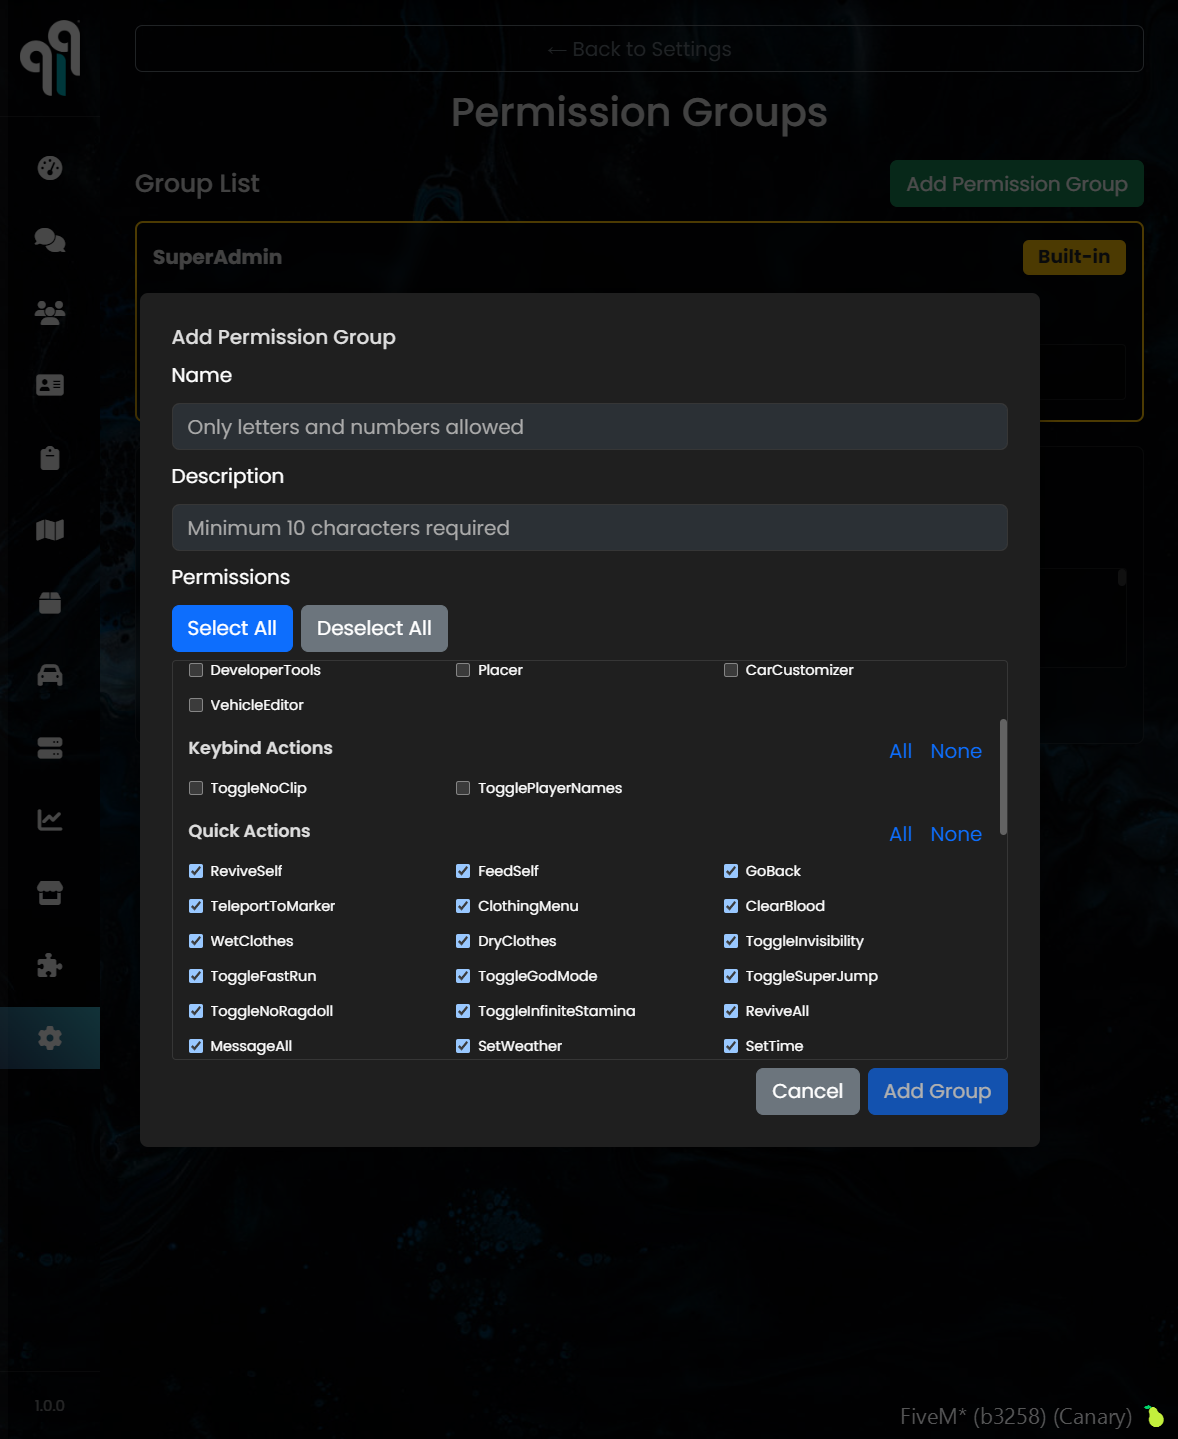 ← Back to Settings
Permission Groups
Group List
Add Permission Group
SuperAdmin
Built-in
Add Permission Group
Name
Only letters and numbers allowed
Description
Minimum 10 characters required
Permissions
Select All Deselect All
DeveloperTools Placer CarCustomizer
VehicleEditor
Keybind Actions All None
ToggleNoClip TogglePlayerNames
Quick Actions All None
ReviveSelf FeedSelf GoBack
TeleportToMarker ClothingMenu ClearBlood
WetClothes DryClothes ToggleInvisibility
ToggleFastRun ToggleGodMode ToggleSuperJump
ToggleNoRagdoll ToggleInfiniteStamina ReviveAll
MessageAll SetWeather SetTime
Cancel Add Group
1.0.0
FiveM* (b3258) (Canary)